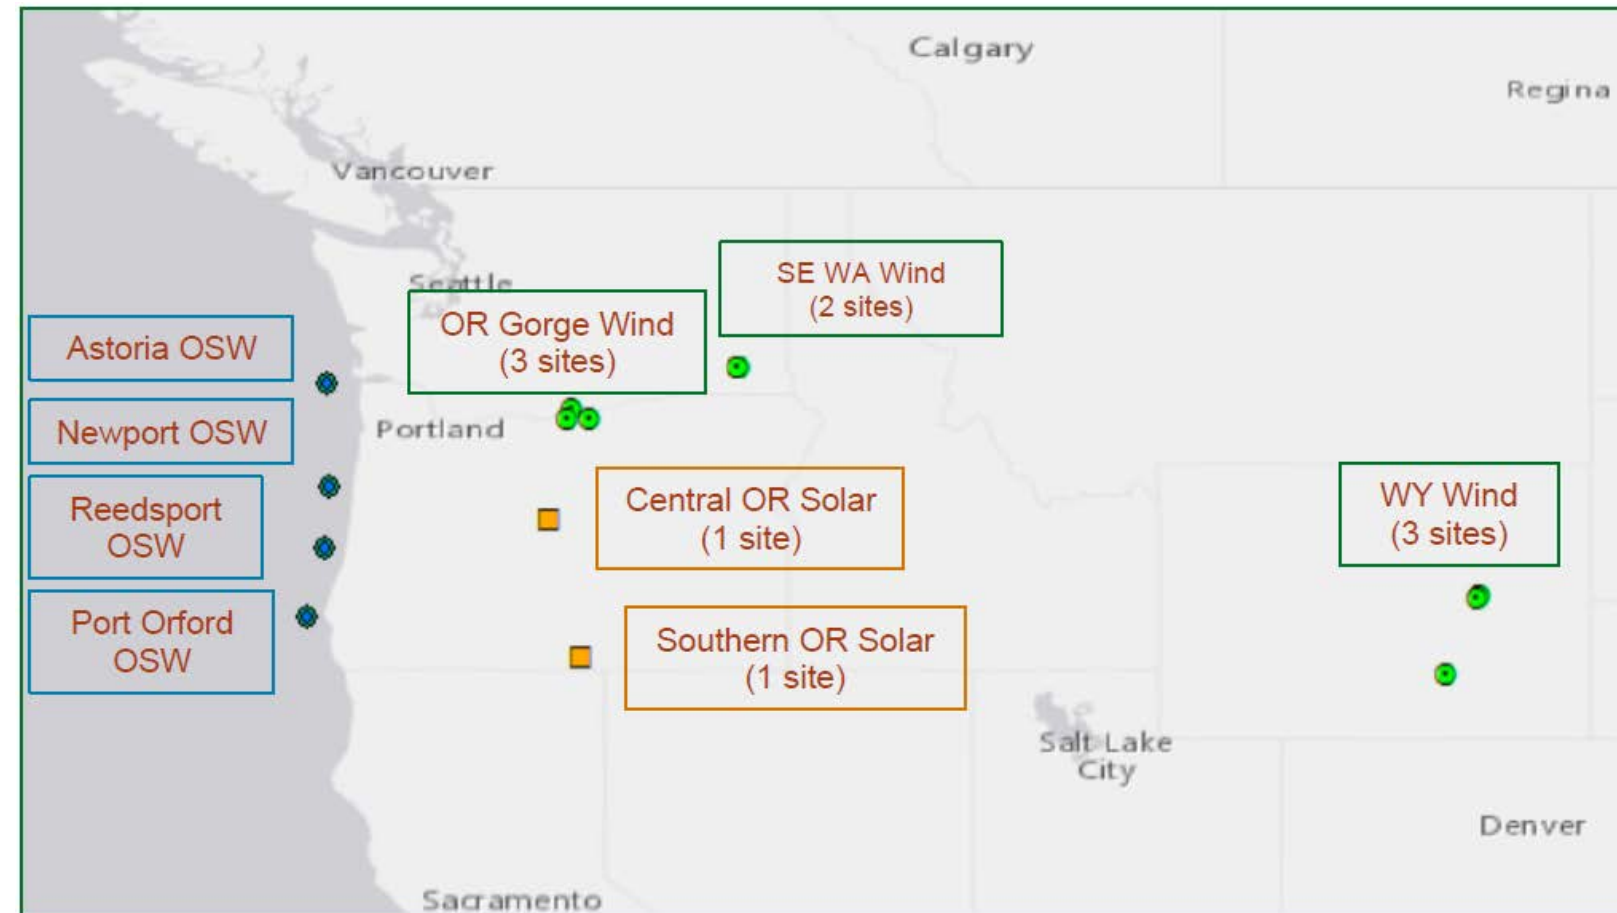 Calgary
Regina
Vancouver
Seattle
SE WA Wind
(2 sites)
OR Gorge Wind
(3 sites)
Astoria OSW
Newport OSW
Portland
Reedsport
OSW
Central OR Solar
(1 site)
WY Wind
(3 sites)
Port Orford
OSW
Southern OR Solar
(1 site)
Salt Lake
City
Denver
Sacramento